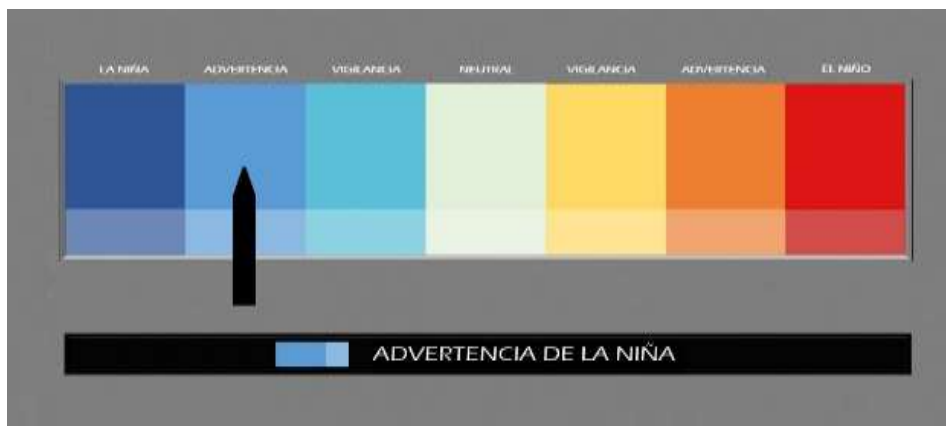 LA NIÑA ADVERTENCIA VIGILANCIA NEUTRAL VIGILANCIA ADVERTENCIA EL NIÑO
ADVERTENCIA DE LA NIÑA